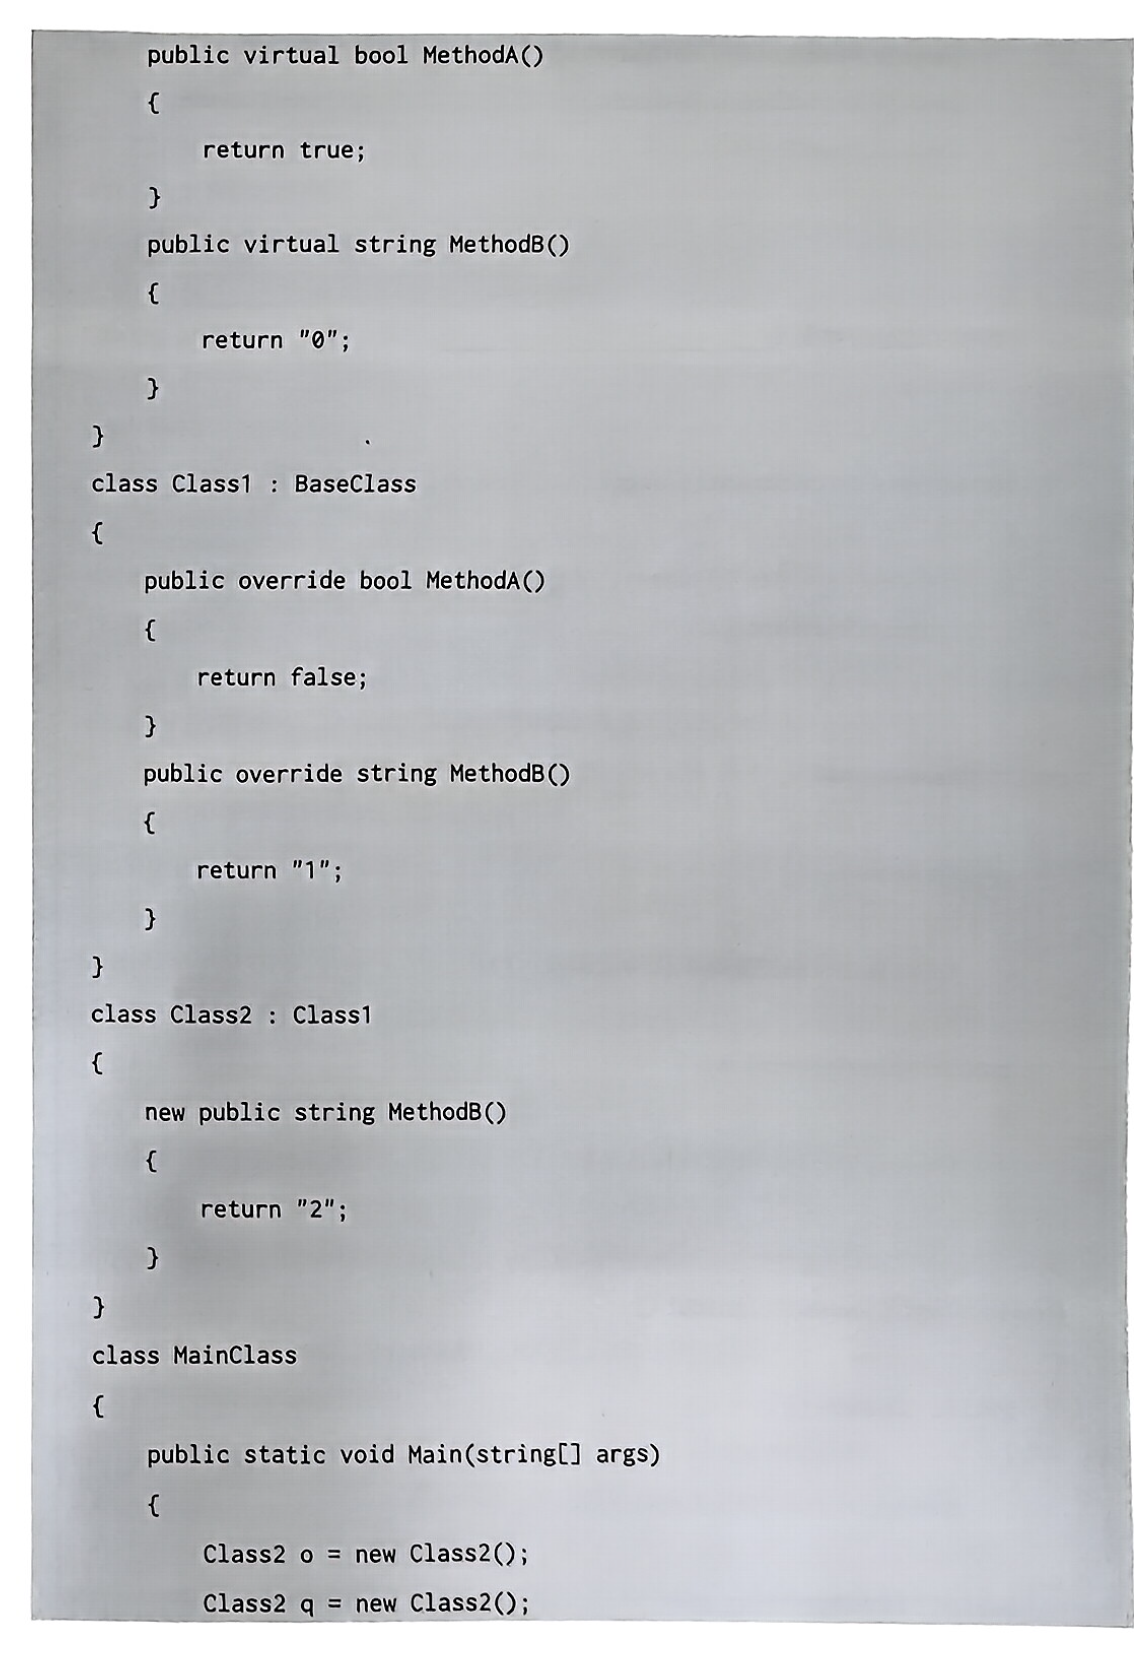 public virtual bool MethodA()
{
return true;
}
public virtual string MethodB()
{
return "0";
}
}
class Class1 : BaseClass
{
public override bool MethodA()
{
return false;
}
public override string MethodB()
{
return "1";
}
}
class Class2 : Class1
{
new public string MethodB()
{
return "2";
}
}
class MainClass
{
public static void Main(string[] args)
{
Class2 o = new Class2();
Class2 q = new Class2();